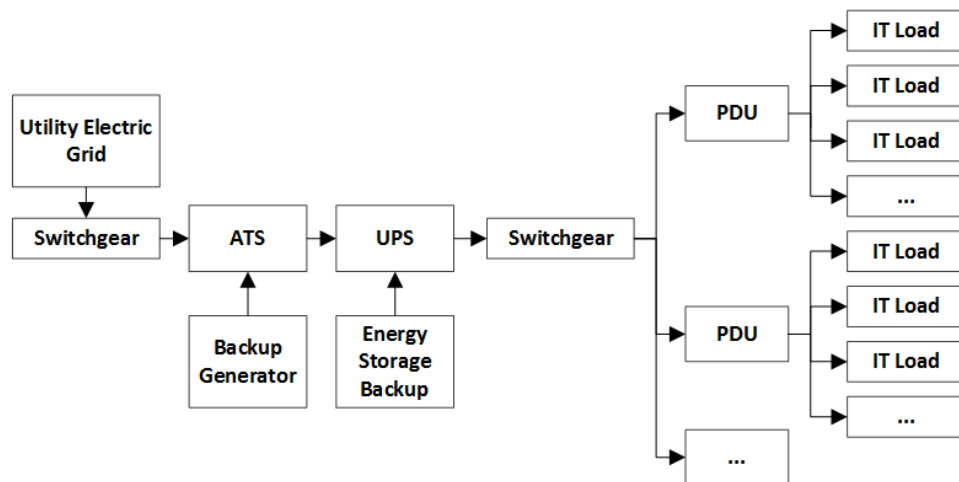 Utility Electric
Grid
Switchgear
ATS
UPS
Switchgear
Backup
Generator
Energy
Storage
Backup
PDU
IT Load
IT Load
IT Load
...
PDU
IT Load
IT Load
IT Load
...
...